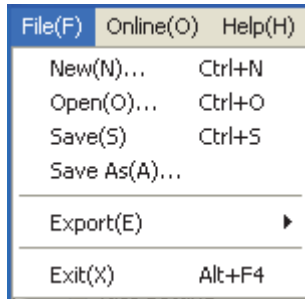 File(F) Online(O) Help(H)
New(N)... Ctrl+N
Open(O)... Ctrl+O
Save(S) Ctrl+S
Save As(A)...
Export(E)
Exit(X) Alt+F4